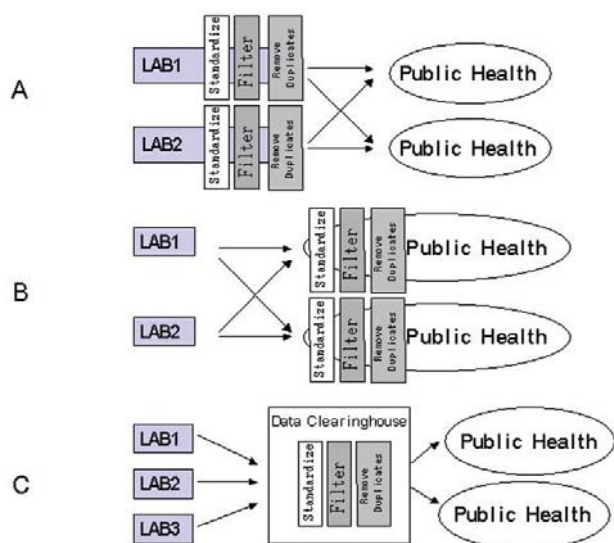 A
LAB1
Standardize
Filter
Remove
Duplicates
Public Health
LAB2
Standardize
Filter
Remove
Duplicates
Public Health
B
LAB1
Standardize
Filter
Remove
Duplicates
Public Health
LAB2
Standardize
Filter
Remove
Duplicates
Public Health
C
LAB1
LAB2
LAB3
Data Clearinghouse
Standardize
Filter
Remove
Duplicates
Public Health
Public Health